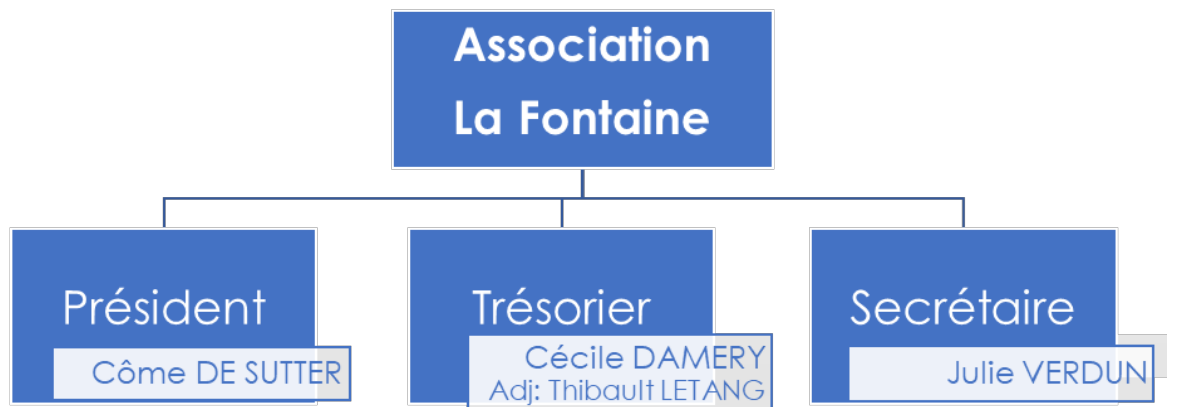 Association
La Fontaine
Président
Côme DE SUTTER
Trésorier
Cécile DAMERY
Adj: Thibault LETANG
Secrétaire
Julie VERDUN